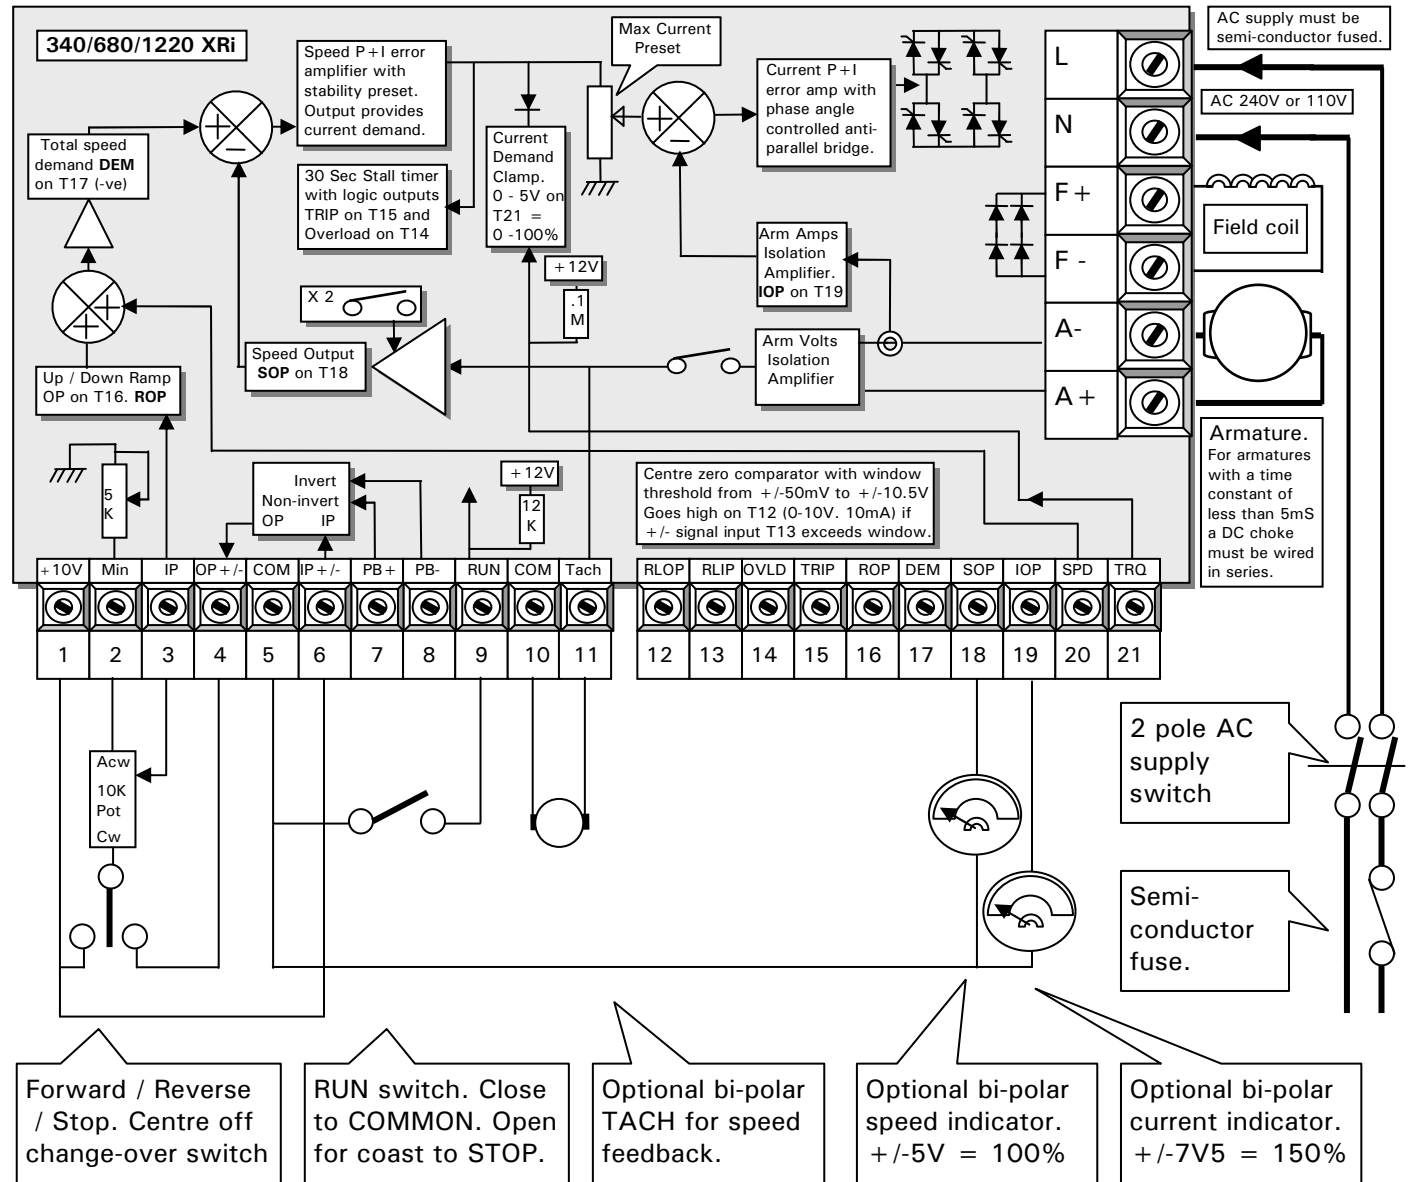 340/680/1220 XRi
Speed P+I error
amplifier with
stability preset.
Output provides
current demand.
Max Current
Preset
Current P+I
error amp with
phase angle
controlled anti-
parallel bridge.
AC supply must be
semi-conductor fused.
AC 240V or 110V
L
N
F+
F -
A-
A+
Total speed
demand DEM
on T17 (-ve)
+
-
30 Sec Stall timer
with logic outputs
TRIP on T15 and
Overload on T14
Current
Demand
Clamp.
0 - 5V on
T21 =
0 -100%
+
-
Field coil
Arm Amps
Isolation
Amplifier.
IOP on T19
+12V
.1
M
X 2
+
+
Speed Output
SOP on T18
Arm Volts
Isolation
Amplifier
Up / Down Ramp
OP on T16. ROP
Armature.
For armatures
with a time
constant of
less than 5mS
a DC choke
must be wired
in series.
5
K
Invert
Non-invert
OP IP
+12V
12
K
Centre zero comparator with window
threshold from +/-50mV to +/-10.5V
Goes high on T12 (0-10V. 10mA) if
+/- signal input T13 exceeds window.
+10V Min IP OP+/- COM IP+/- PB+ PB- RUN COM Tach RLOP RLIP OVLD TRIP ROP DEM SOP IOP SPD TRQ
1 2 3 4 5 6 7 8 9 10 11 12 13 14 15 16 17 18 19 20 21
Acw
10K
Pot
Cw
2 pole AC
supply
switch
Semi-
conductor
fuse.
Forward / Reverse
/ Stop. Centre off
change-over switch
RUN switch. Close
to COMMON. Open
for coast to STOP.
Optional bi-polar
TACH for speed
feedback.
Optional bi-polar
speed indicator.
+/-5V = 100%
Optional bi-polar
current indicator.
+/-7V5 = 150%